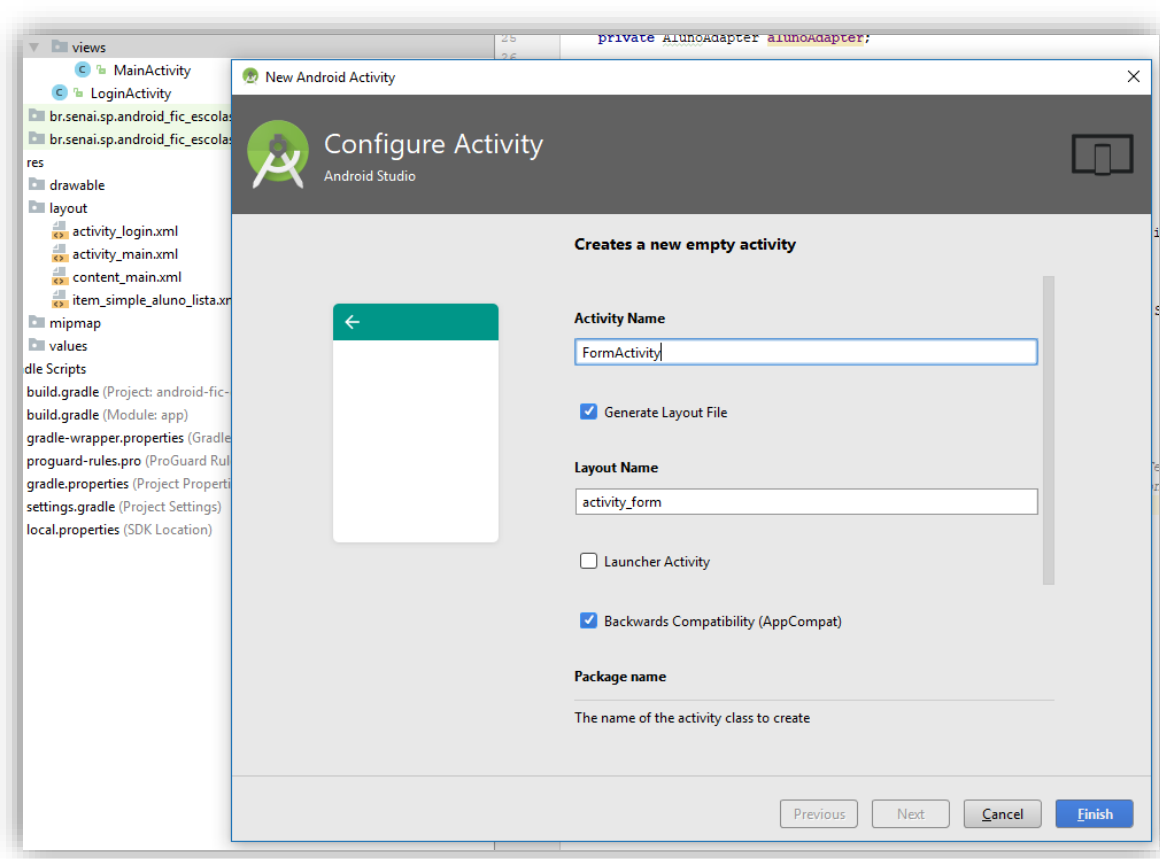 views
MainActivity
LoginActivity
br.senai.sp.android_fic_escolas
br.senai.sp.android_fic_escolas
res
drawable
layout
activity_login.xml
activity_main.xml
content_main.xml
item_simple_aluno_lista.xm
mipmap
values
dle Scripts
build.gradle (Project: android-fic-
build.gradle (Module: app)
gradle-wrapper.properties (Gradle
proguard-rules.pro (ProGuard Rul
gradle.properties (Project Properti
settings.gradle (Project Settings)
local.properties (SDK Location)
25 private AlunoAdapter alunoAdapter;
26
New Android Activity
Configure Activity
Android Studio
Creates a new empty activity
Activity Name
FormActivity
Generate Layout File
Layout Name
activity_form
Launcher Activity
Backwards Compatibility (AppCompat)
Package name
The name of the activity class to create
Previous
Next
Cancel
Finish